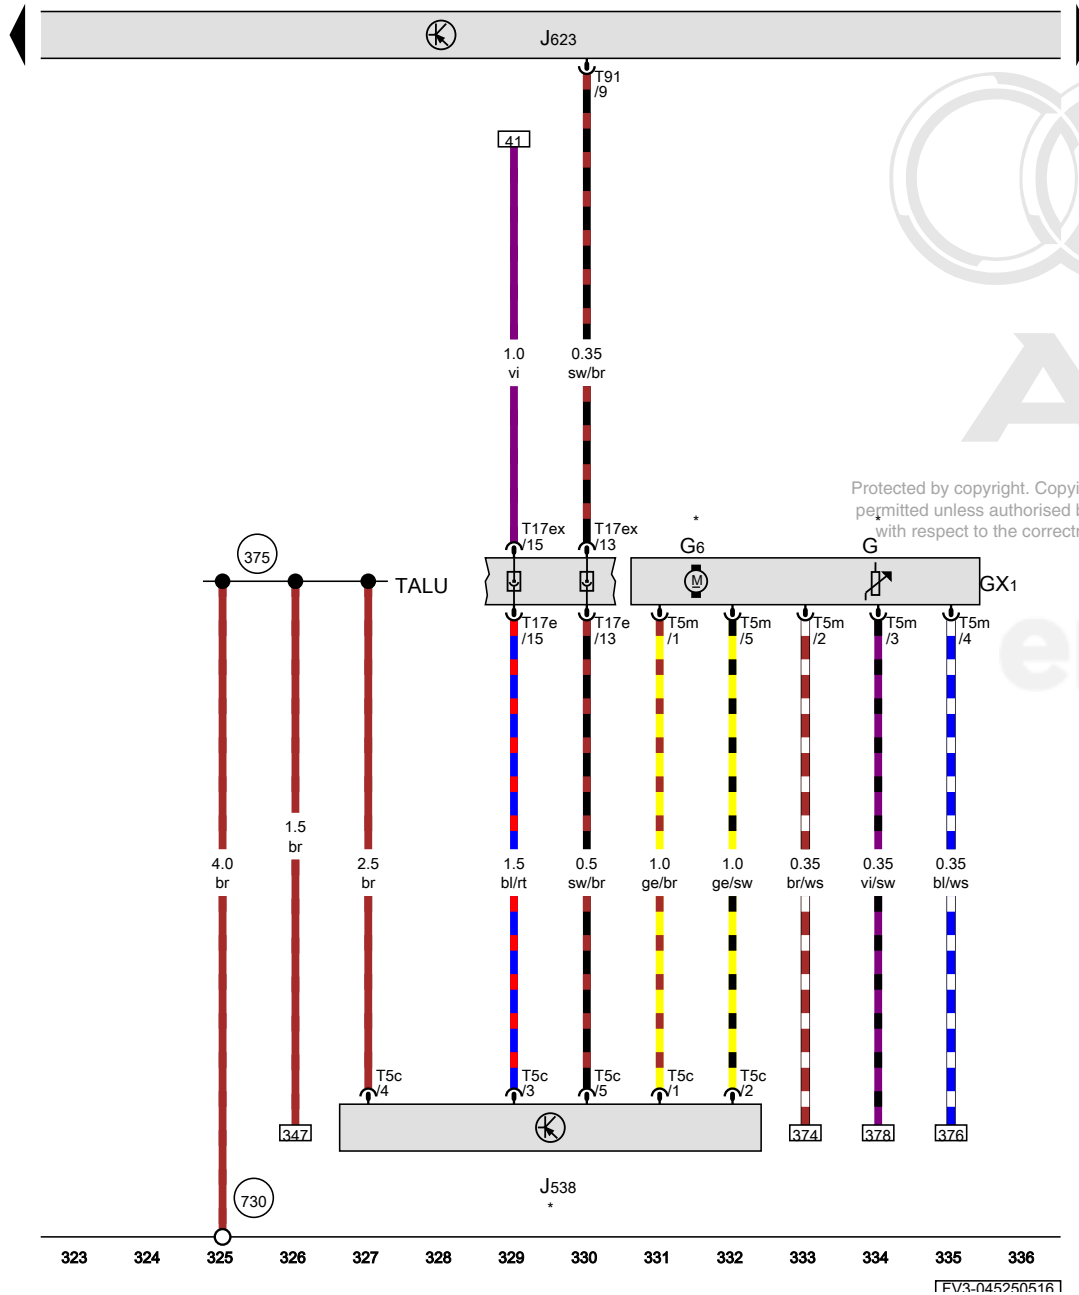 J623
T91
/9
41
1.0
vi
0.35
sw/br
Protected by copyright. Copyi
permitted unless authorised b
with respect to the correctn
*
*
T17ex
/15
T17ex
/13
G6
G
375
TALU
M
GX1
T17e
/15
T17e
/13
T5m
/1
T5m
/5
T5m
/2
T5m
/3
T5m
/4
e
4.0
br
1.5
br
2.5
br
1.5
bl/rt
0.5
sw/br
1.0
ge/br
1.0
ge/sw
0.35
br/ws
0.35
vi/sw
0.35
bl/ws
T5c
/4
T5c
/3
T5c
/5
T5c
/1
T5c
/2
347
374
378
376
J538
*
730
323 324 325 326 327 328 329 330 331 332 333 334 335 336
EV3-045250516